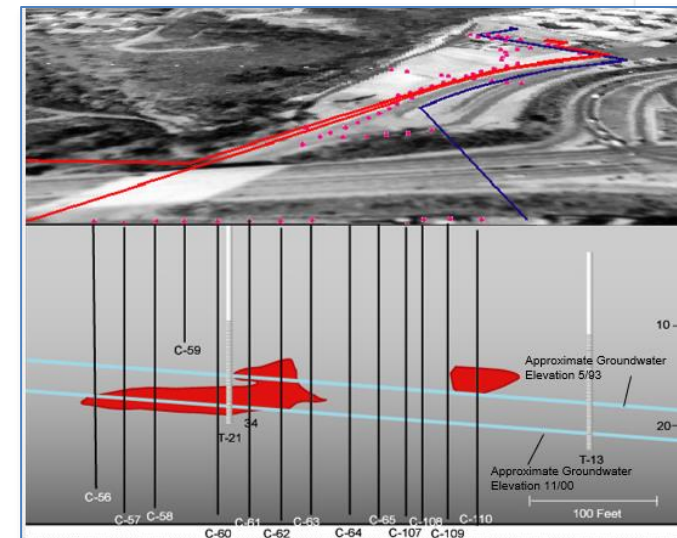 10
C-59
Approximate Groundwater
Elevation 5/93
34
20
T-21
T-13
Approximate Groundwater
Elevation 11/00
C-56
100 Feet
C-57
C-58
C-61
C-63
C-65
C-108
C-110
C-60
C-62
C-64
C-107
C-109